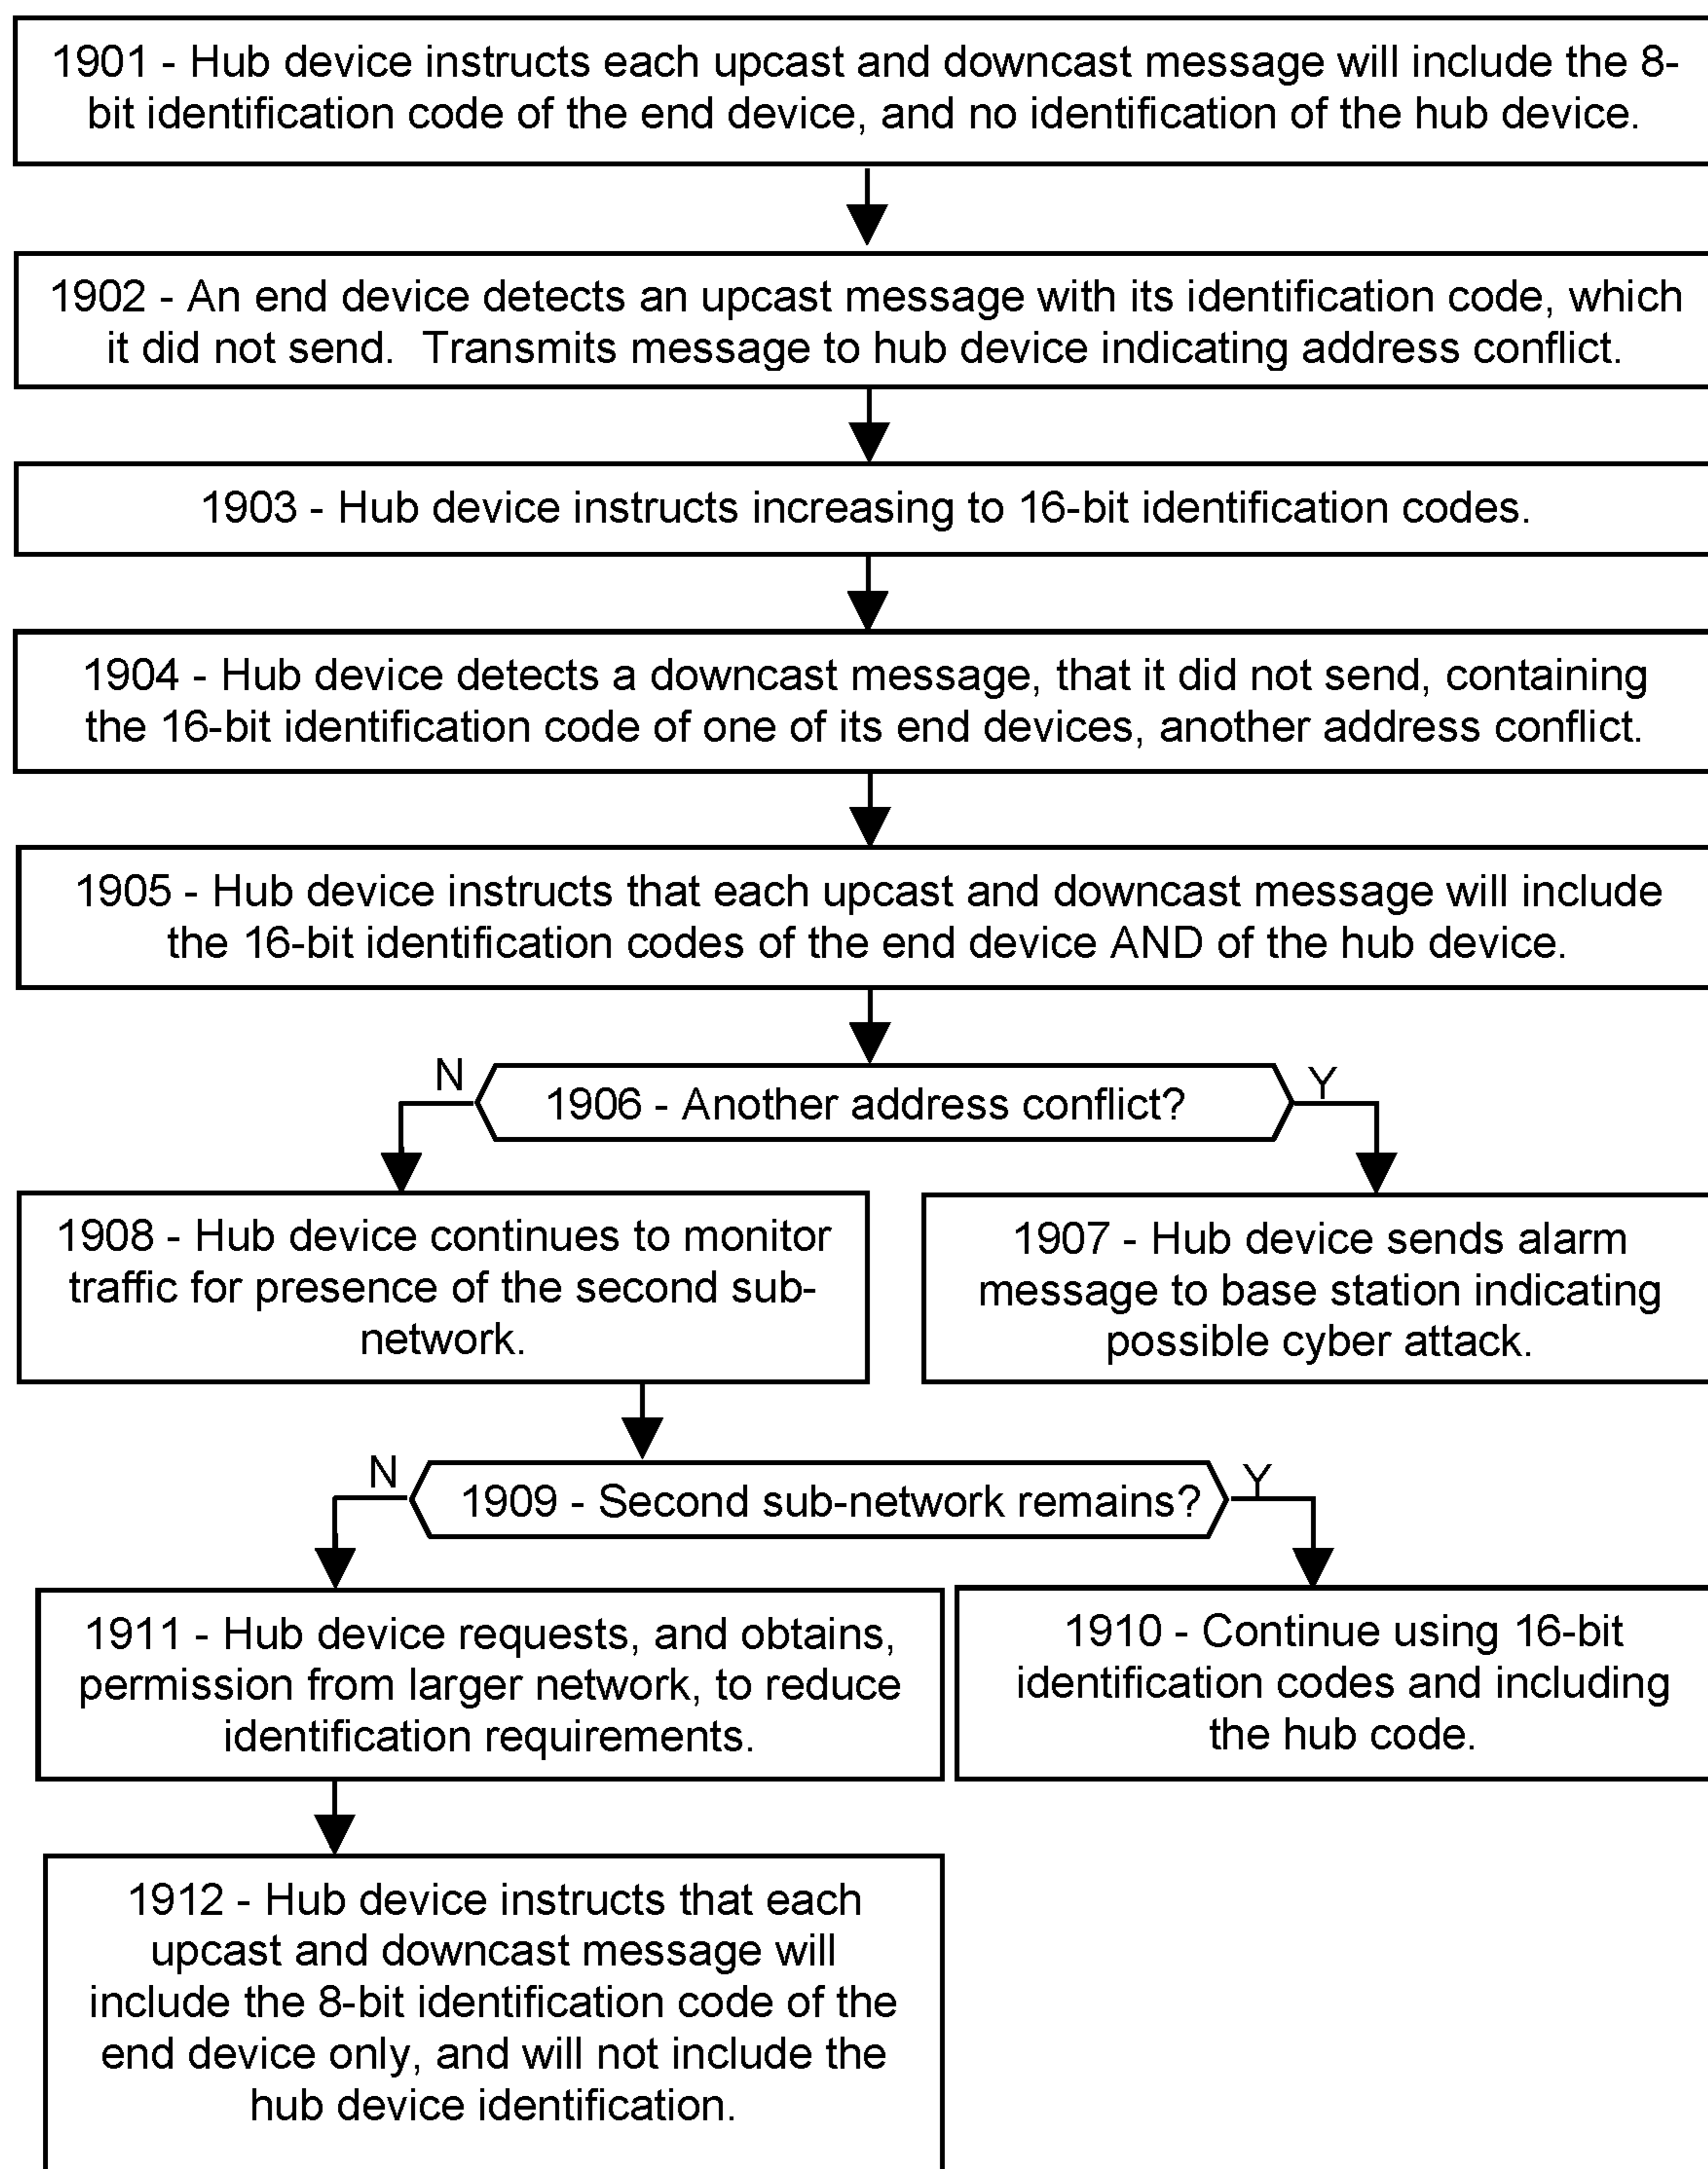 1901 - Hub device instructs each upcast and downcast message will include the 8-
bit identification code of the end device, and no identification of the hub device.
1902 - An end device detects an upcast message with its identification code, which
it did not send.  Transmits message to hub device indicating address conflict.
1903 - Hub device instructs increasing to 16-bit identification codes.
1904 - Hub device detects a downcast message, that it did not send, containing
the 16-bit identification code of one of its end devices, another address conflict.
1905 - Hub device instructs that each upcast and downcast message will include
the 16-bit identification codes of the end device AND of the hub device.
N
1906 - Another address conflict?
Y
1908 - Hub device continues to monitor
traffic for presence of the second sub-
network.
1907 - Hub device sends alarm
message to base station indicating
possible cyber attack.
N
1909 - Second sub-network remains?
Y
1911 - Hub device requests, and obtains,
permission from larger network, to reduce
identification requirements.
1910 - Continue using 16-bit
identification codes and including
the hub code.
1912 - Hub device instructs that each
upcast and downcast message will
include the 8-bit identification code of the
end device only, and will not include the
hub device identification.